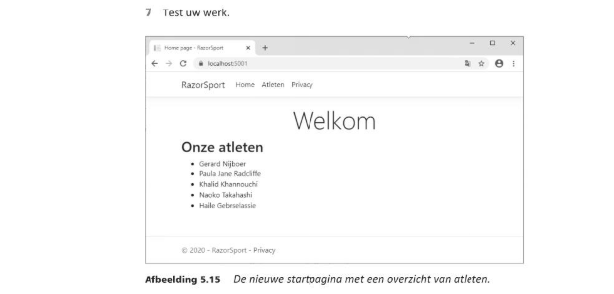 7 Test uw werk.
Home page - RazorSport
localhost:5001
RazorSport Home Atleten Privacy
Welkom
Onze atleten
• Gerard Nijboer
• Paula Jane Radcliffe
• Khalid Khannouchi
• Naoko Takahashi
• Haile Gebrselassie
© 2020 - RazorSport - Privacy
Afbeelding 5.15 De nieuwe startpagina met een overzicht van atleten.